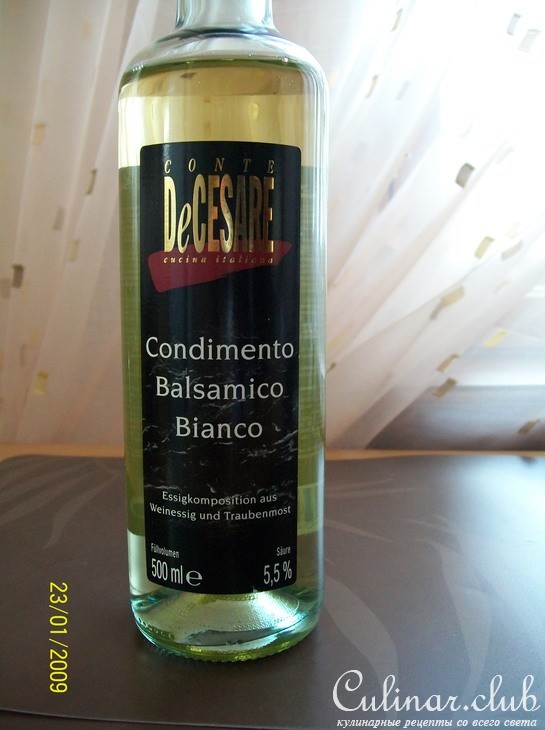 CONTE
DeCESARE
cucina italiana
Condimento
Balsamico
Bianco
Essigkomposition aus
Weinessig und Traubenmost
Füllvolumen
500 ml e
Säure
5,5 %
23/01/2009
Culinar.club
кулинарные рецепты со всего света